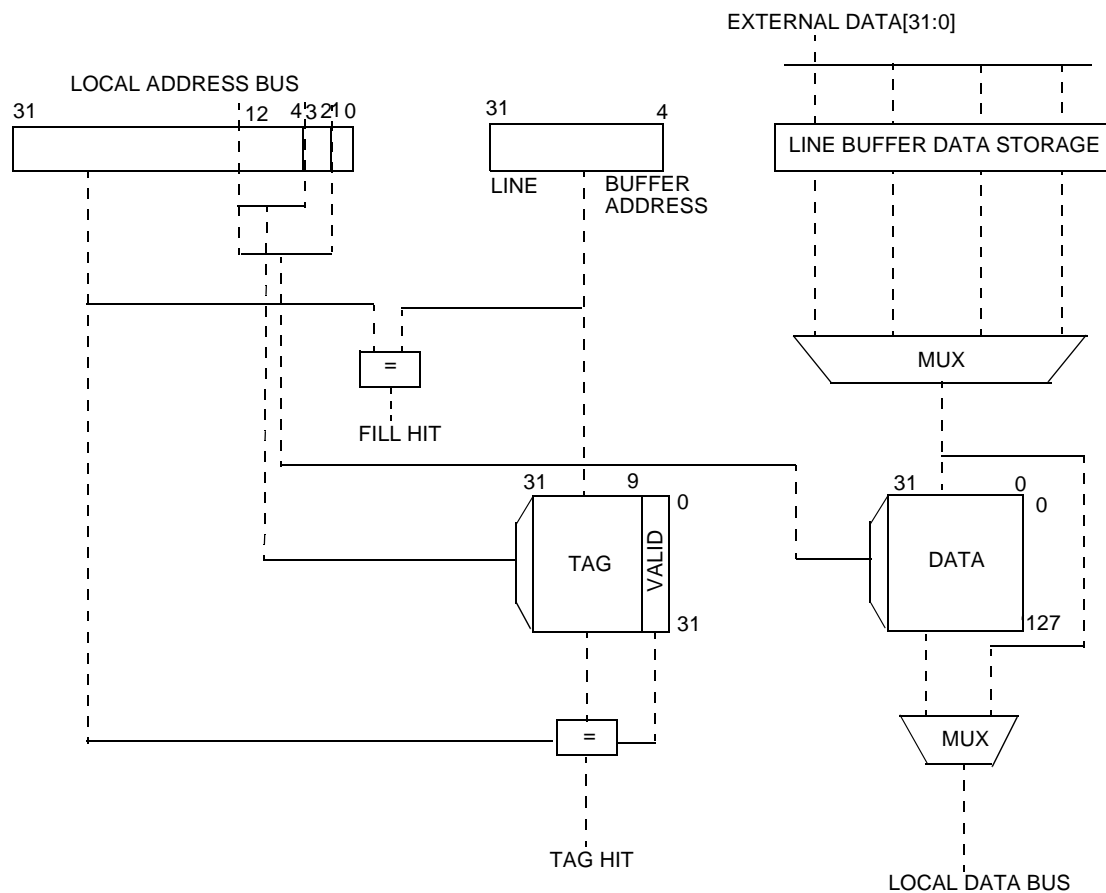 EXTERNAL DATA[31:0]
LOCAL ADDRESS BUS
31 12 4 3 2 1 0
31 4
LINE BUFFER DATA STORAGE
LINE BUFFER
ADDRESS
MUX
=
FILL HIT
31 9 0
31 0
0
TAG
VALID
DATA
31
127
=
MUX
TAG HIT
LOCAL DATA BUS